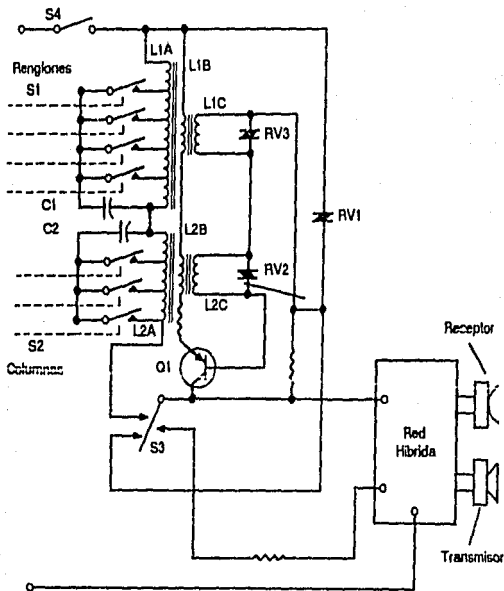 S4
L1A
L1B
Renglones
S1
L1C
RV3
C1
C2
RV1
L2B
RV2
L2C
L2A
S2
Columnas
Q1
S3
Receptor
Red
Híbrida
Transmisor